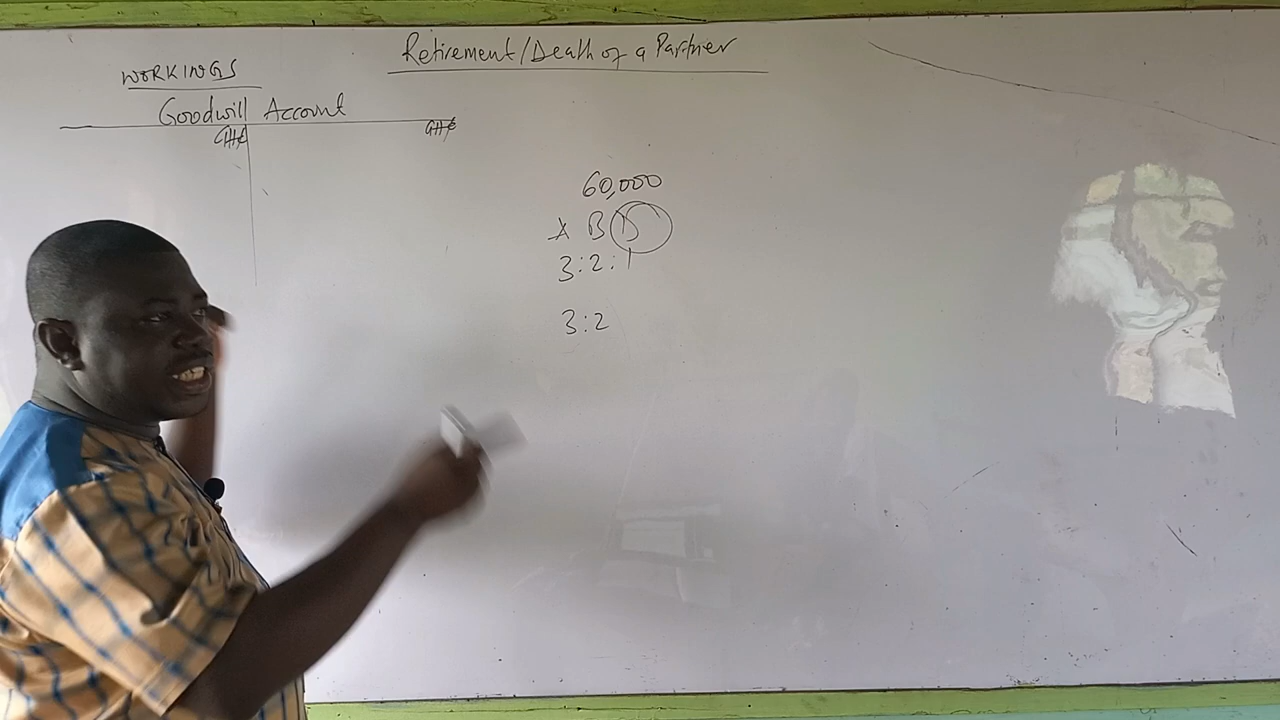 Retirement/Death of a Partner
WORKINGS
Goodwill Account
GH¢ GH¢
60,000
A B D
3:2:1
3:2